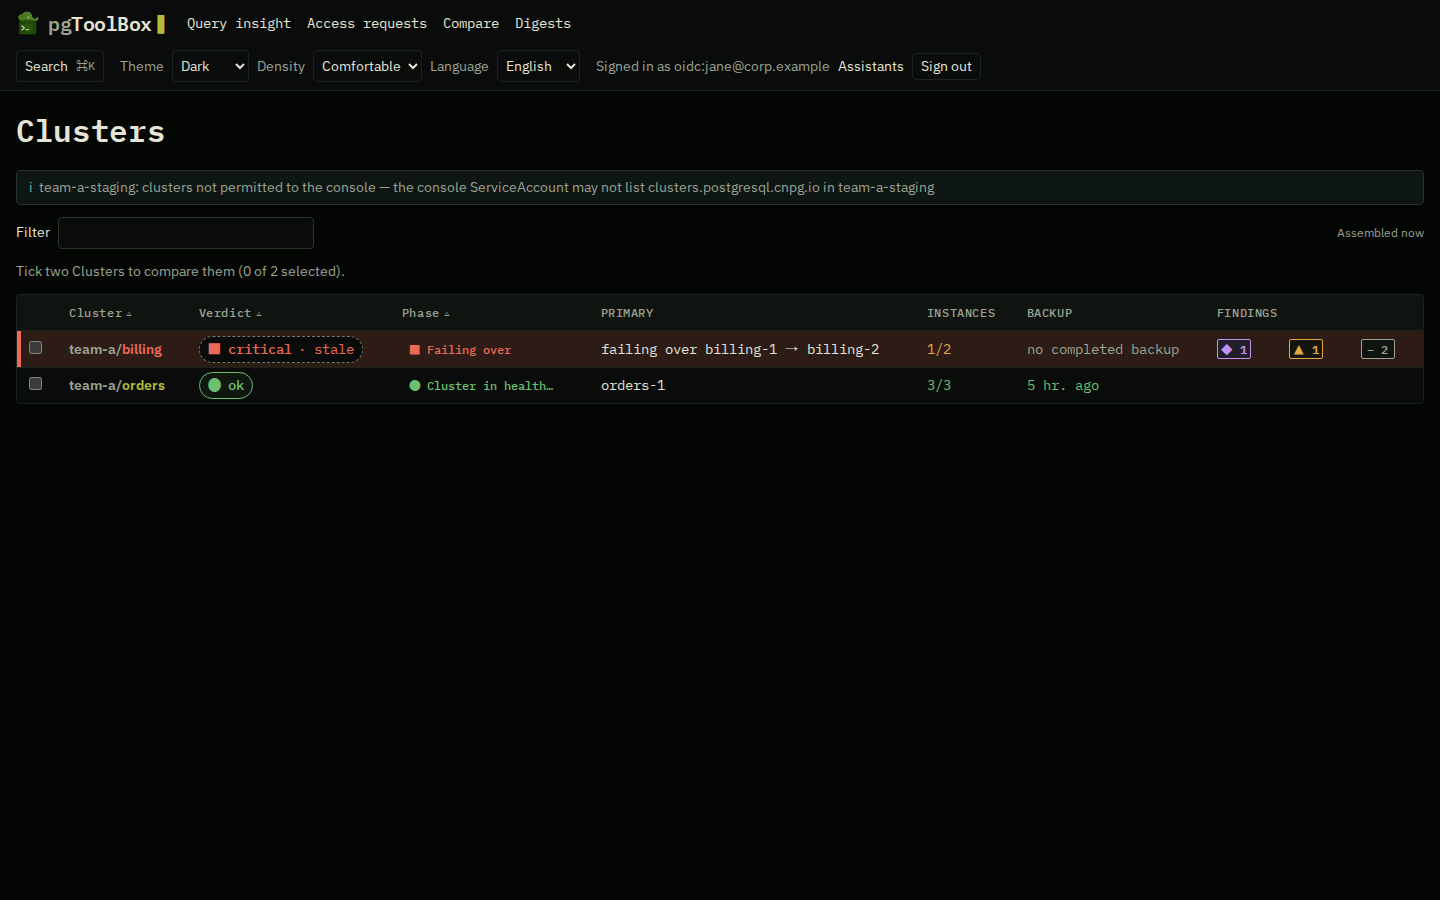 pgToolBox Query insight Access requests Compare Digests
Search ⌘K Theme Dark Density Comfortable Language English Signed in as oidc:jane@corp.example Assistants Sign out
Clusters
i team-a-staging: clusters not permitted to the console — the console ServiceAccount may not list clusters.postgresql.cnpg.io in team-a-staging
Filter Assembled now
Tick two Clusters to compare them (0 of 2 selected).
Cluster Verdict Phase PRIMARY INSTANCES BACKUP FINDINGS
team-a/billing critical · stale Failing over failing over billing-1 → billing-2 1/2 no completed backup 1 1 – 2
team-a/orders ok Cluster in health… orders-1 3/3 5 hr. ago